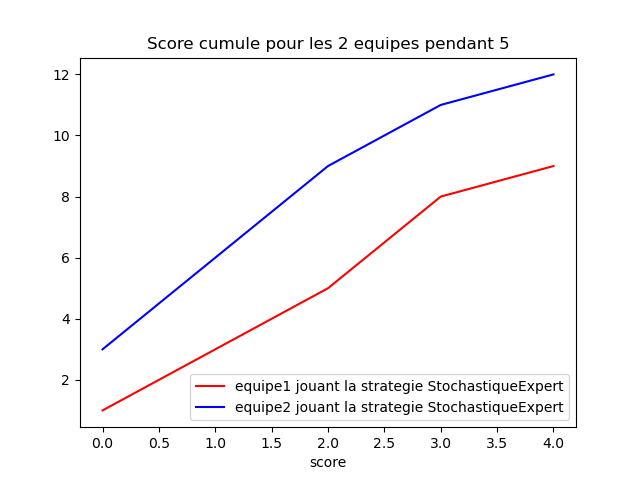 Score cumule pour les 2 equipes pendant 5
12
10
8
6
4
2
equipe1 jouant la strategie StochastiqueExpert
equipe2 jouant la strategie StochastiqueExpert
0.0 0.5 1.0 1.5 2.0 2.5 3.0 3.5 4.0
score